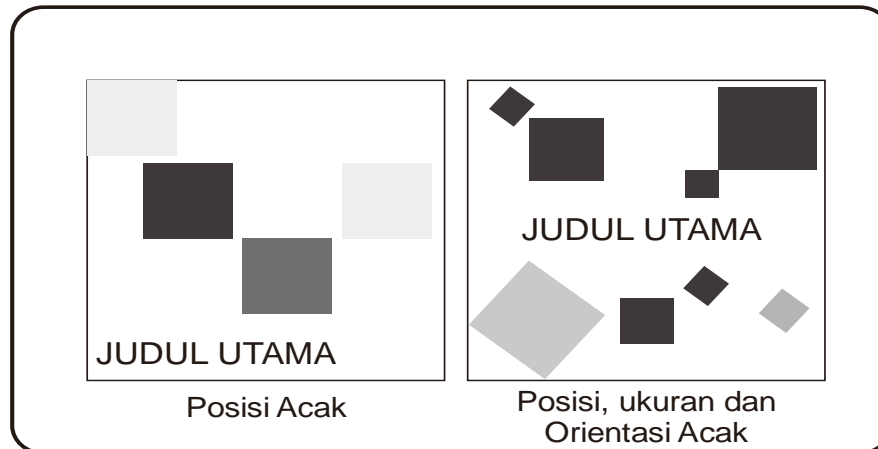 JUDUL UTAMA
Posisi Acak
JUDUL UTAMA
Posisi, ukuran dan
Orientasi Acak